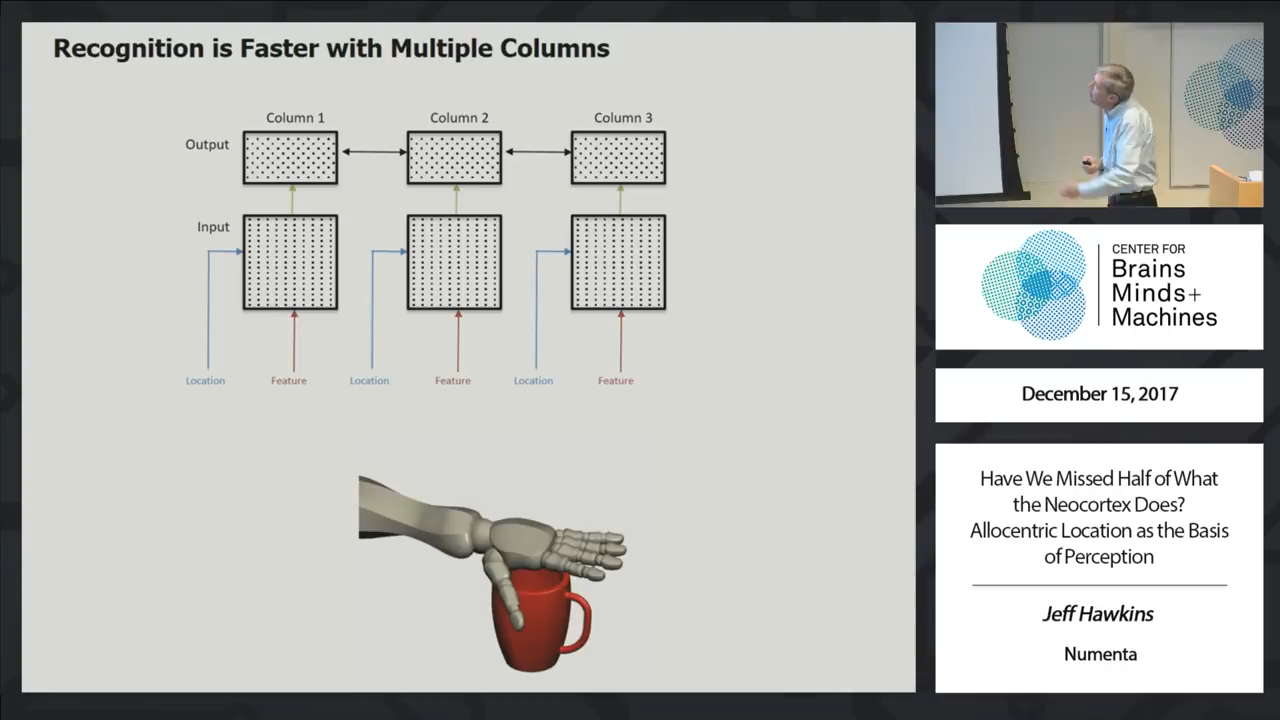 Recognition is Faster with Multiple Columns
Column 1 Column 2 Column 3
Output
Input
Location Feature Location Feature Location Feature
CENTER FOR
Brains
Minds+
Machines
December 15, 2017
Have We Missed Half of What
the Neocortex Does?
Allocentric Location as the Basis
of Perception
Jeff Hawkins
Numenta